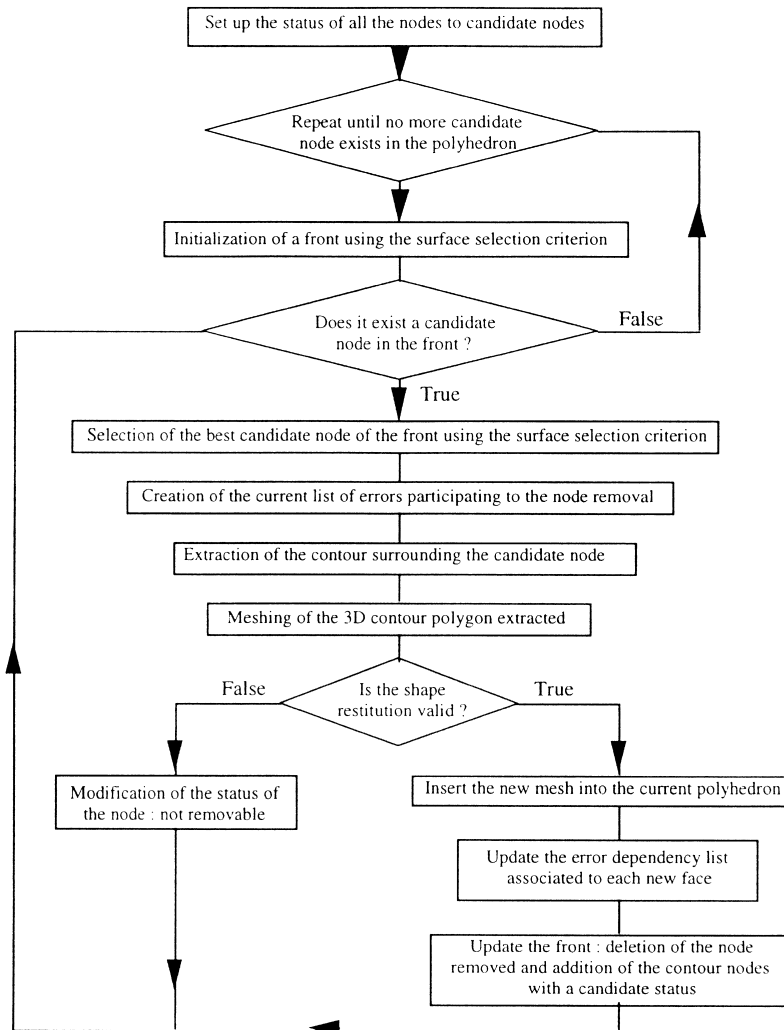 Set up the status of all the nodes to candidate nodes
Repeat until no more candidate
node exists in the polyhedron
Initialization of a front using the surface selection criterion
Does it exist a candidate
node in the front ?
False
True
Selection of the best candidate node of the front using the surface selection criterion
Creation of the current list of errors participating to the node removal
Extraction of the contour surrounding the candidate node
Meshing of the 3D contour polygon extracted
Is the shape
restitution valid ?
False
True
Modification of the status of
the node : not removable
Insert the new mesh into the current polyhedron
Update the error dependency list
associated to each new face
Update the front : deletion of the node
removed and addition of the contour nodes
with a candidate status